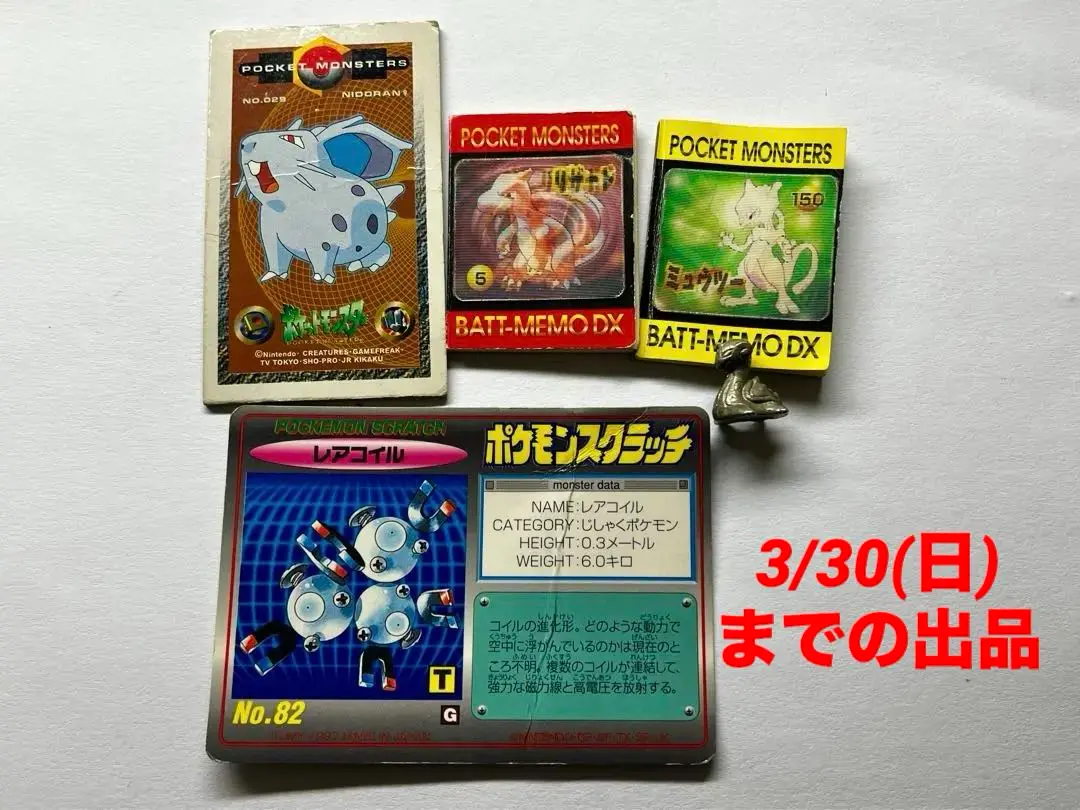 POCKET MONSTERS
NO.029 NIDORAN♀
ポケットモンスター
POCKET MONSTERS
©Nintendo・CREATURES・GAMEFREAK・
TV TOKYO・SHO-PRO・JR KIKAKU
POCKET MONSTERS
リザード
5
BATT-MEMO DX
POCKET MONSTERS
150
ミュウツー
BATT-MEMO DX
POCKEMON SCRATCH
レアコイル
T
No.82
G
ポケモンスクラッチ
monster data
NAME:レアコイル
CATEGORY:じしゃくポケモン
HEIGHT:0.3メートル
WEIGHT:6.0キロ
コイルの進化形。どのような動力で
空中に浮かんでいるのかは現在のと
ころ不明。複数のコイルが連結して、
強力な磁力線と高電圧を放射する。
3/30(日)
までの出品